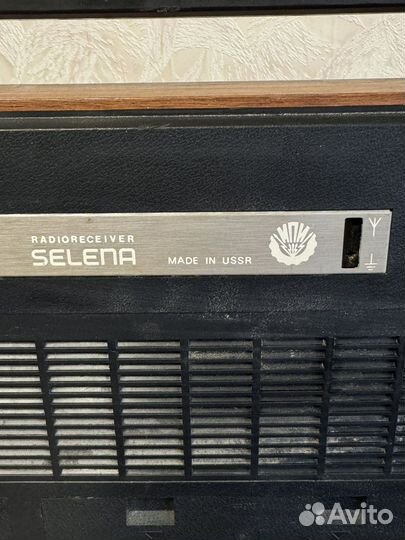 RADIORECEIVER
SELENA
MADE IN USSR
Avito